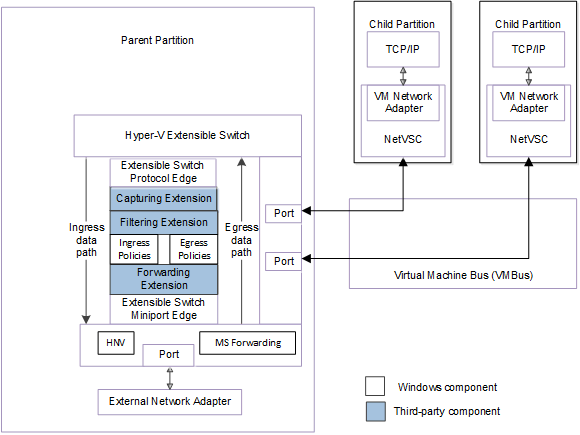 Parent Partition
Child Partition
TCP/IP
VM Network
Adapter
NetVSC
Child Partition
TCP/IP
VM Network
Adapter
NetVSC
Hyper-V Extensible Switch
Extensible Switch
Protocol Edge
Capturing Extension
Filtering Extension
Ingress
Policies
Egress
Policies
Forwarding
Extension
Extensible Switch
Miniport Edge
Ingress
data
path
Egress
data
path
Port
Port
Virtual Machine Bus (VMBus)
HNV
Port
MS Forwarding
External Network Adapter
Windows component
Third-party component